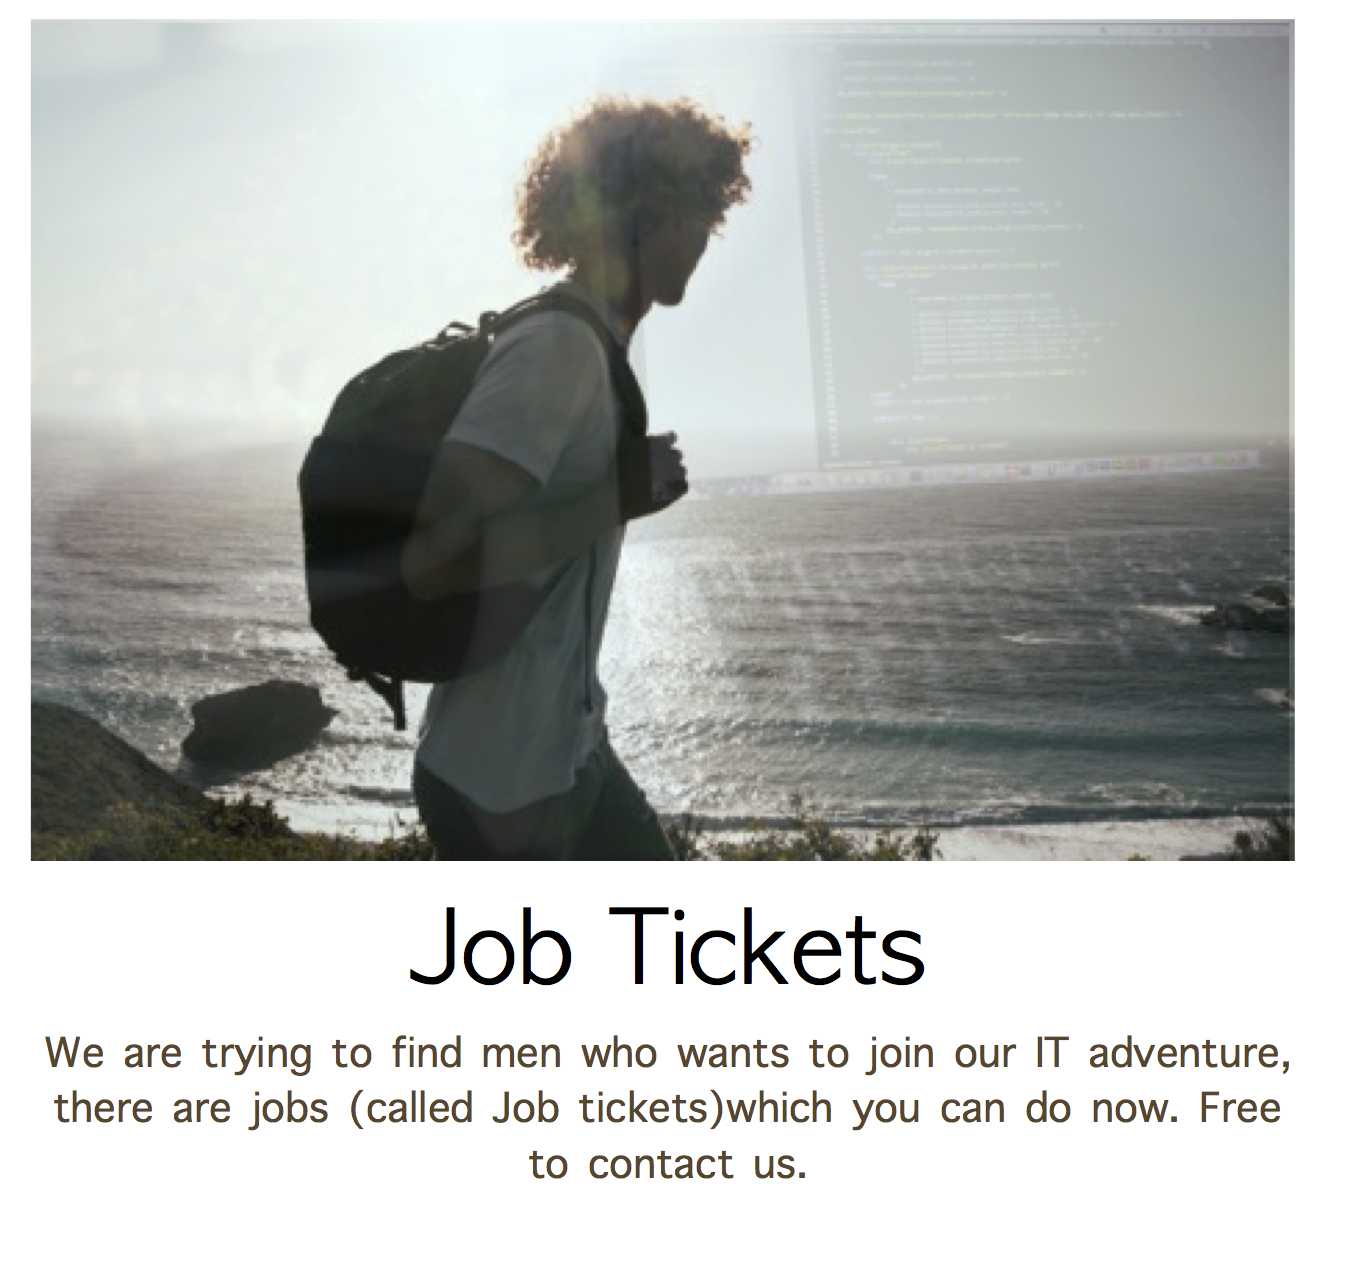 Job Tickets
We are trying to find men who wants to join our IT adventure,
there are jobs (called Job tickets)which you can do now. Free
to contact us.